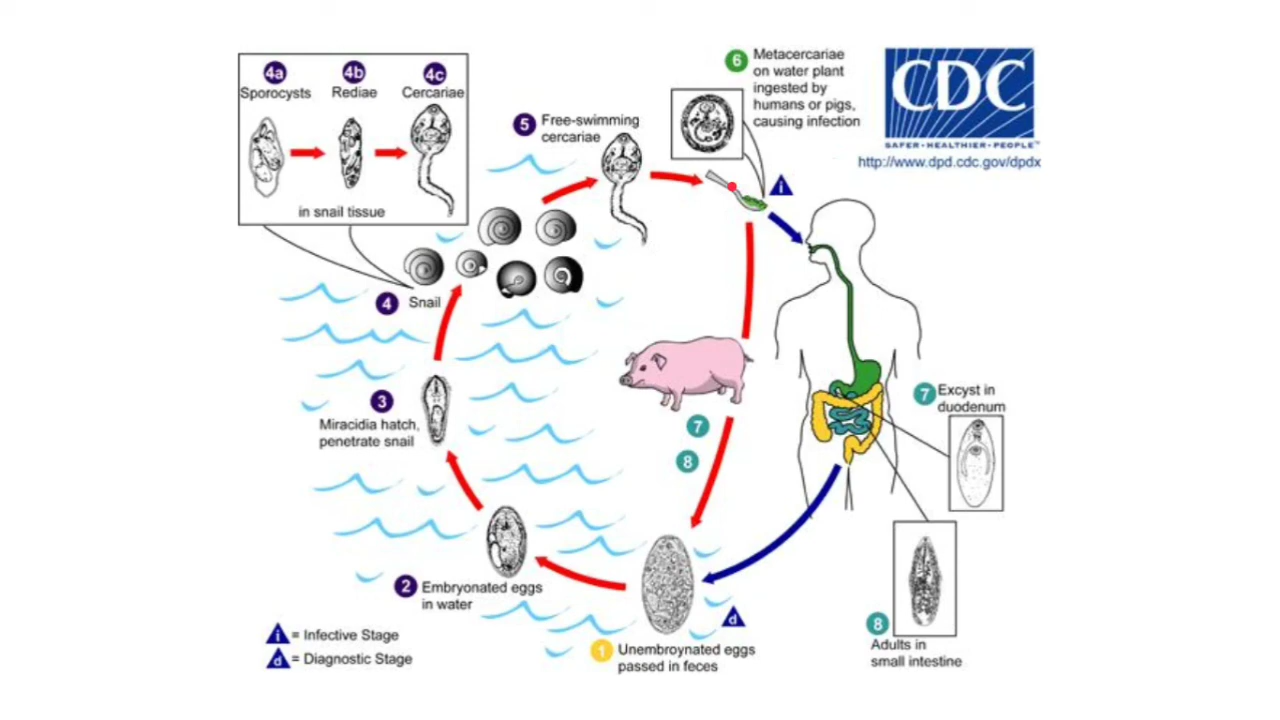 4a
Sporocysts
4b
Rediae
4c
Cercariae
in snail tissue
5
Free-swimming
cercariae
6
Metacercariae
on water plant
ingested by
humans or pigs,
causing infection
CDC
SAFER • HEALTHIER • PEOPLE™
http://www.dpd.cdc.gov/dpdx
i
4
Snail
3
Miracidia hatch,
penetrate snail
7
8
7
Excyst in
duodenum
2
Embryonated eggs
in water
d
1
Unembroynated eggs
passed in feces
8
Adults in
small intestine
i = Infective Stage
d = Diagnostic Stage